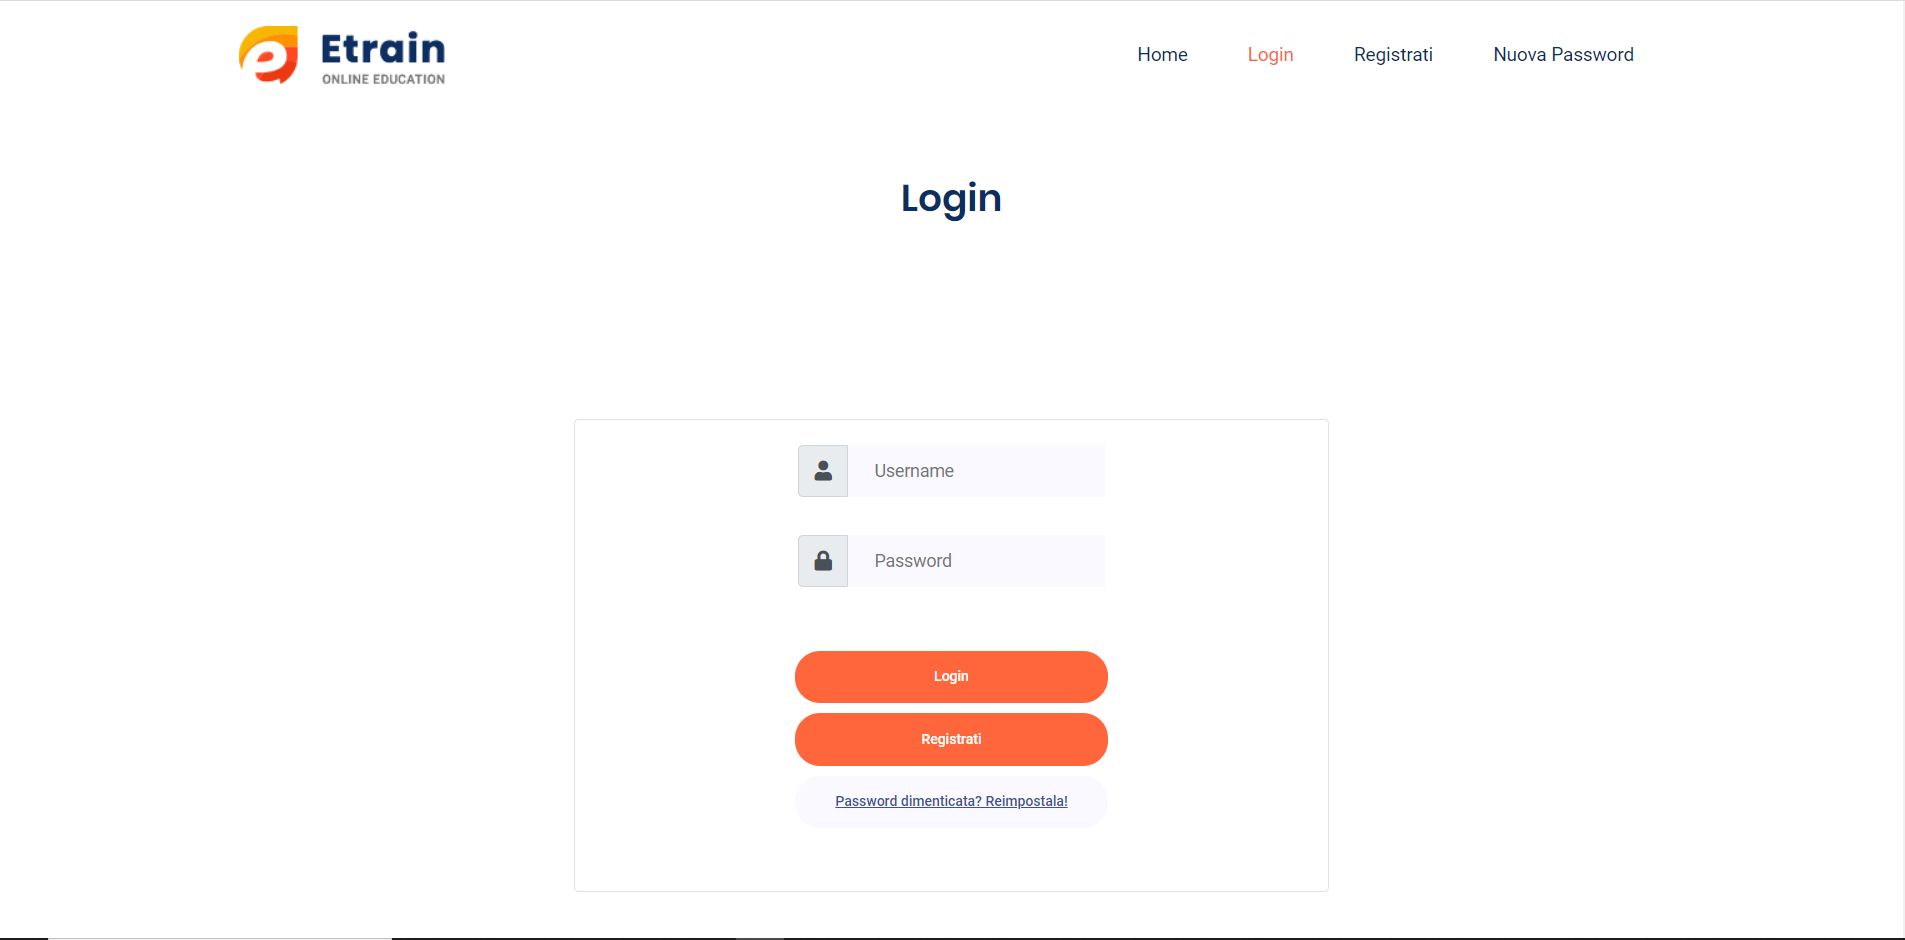 Etrain
ONLINE EDUCATION
Home Login Registrati Nuova Password
Login
Username
Password
Login
Registrati
Password dimenticata? Reimpostala!